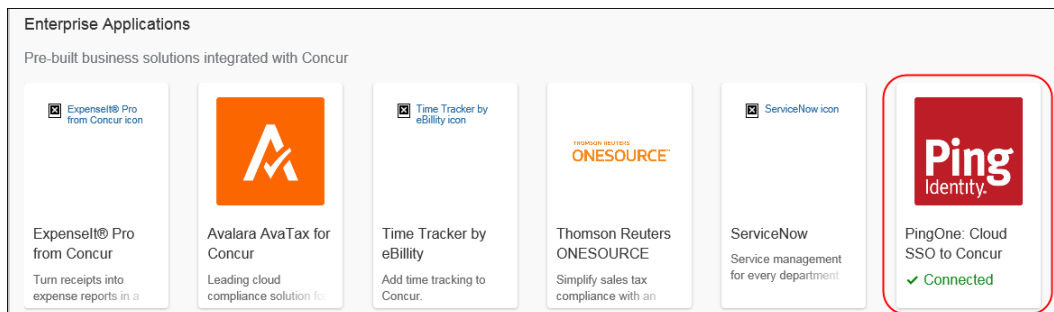 Enterprise Applications
Pre-built business solutions integrated with Concur
ExpenseIt® Pro
from Concur icon
Time Tracker by
eBillity icon
THOMSON REUTERS
ONESOURCE™
ServiceNow icon
Ping
Identity.
ExpenseIt® Pro
from Concur
Turn receipts into
expense reports in a
Avalara AvaTax for
Concur
Leading cloud
compliance solution for
Time Tracker by
eBillity
Add time tracking to
Concur.
Thomson Reuters
ONESOURCE
Simplify sales tax
compliance with an
ServiceNow
Service management
for every department
PingOne: Cloud
SSO to Concur
✓ Connected